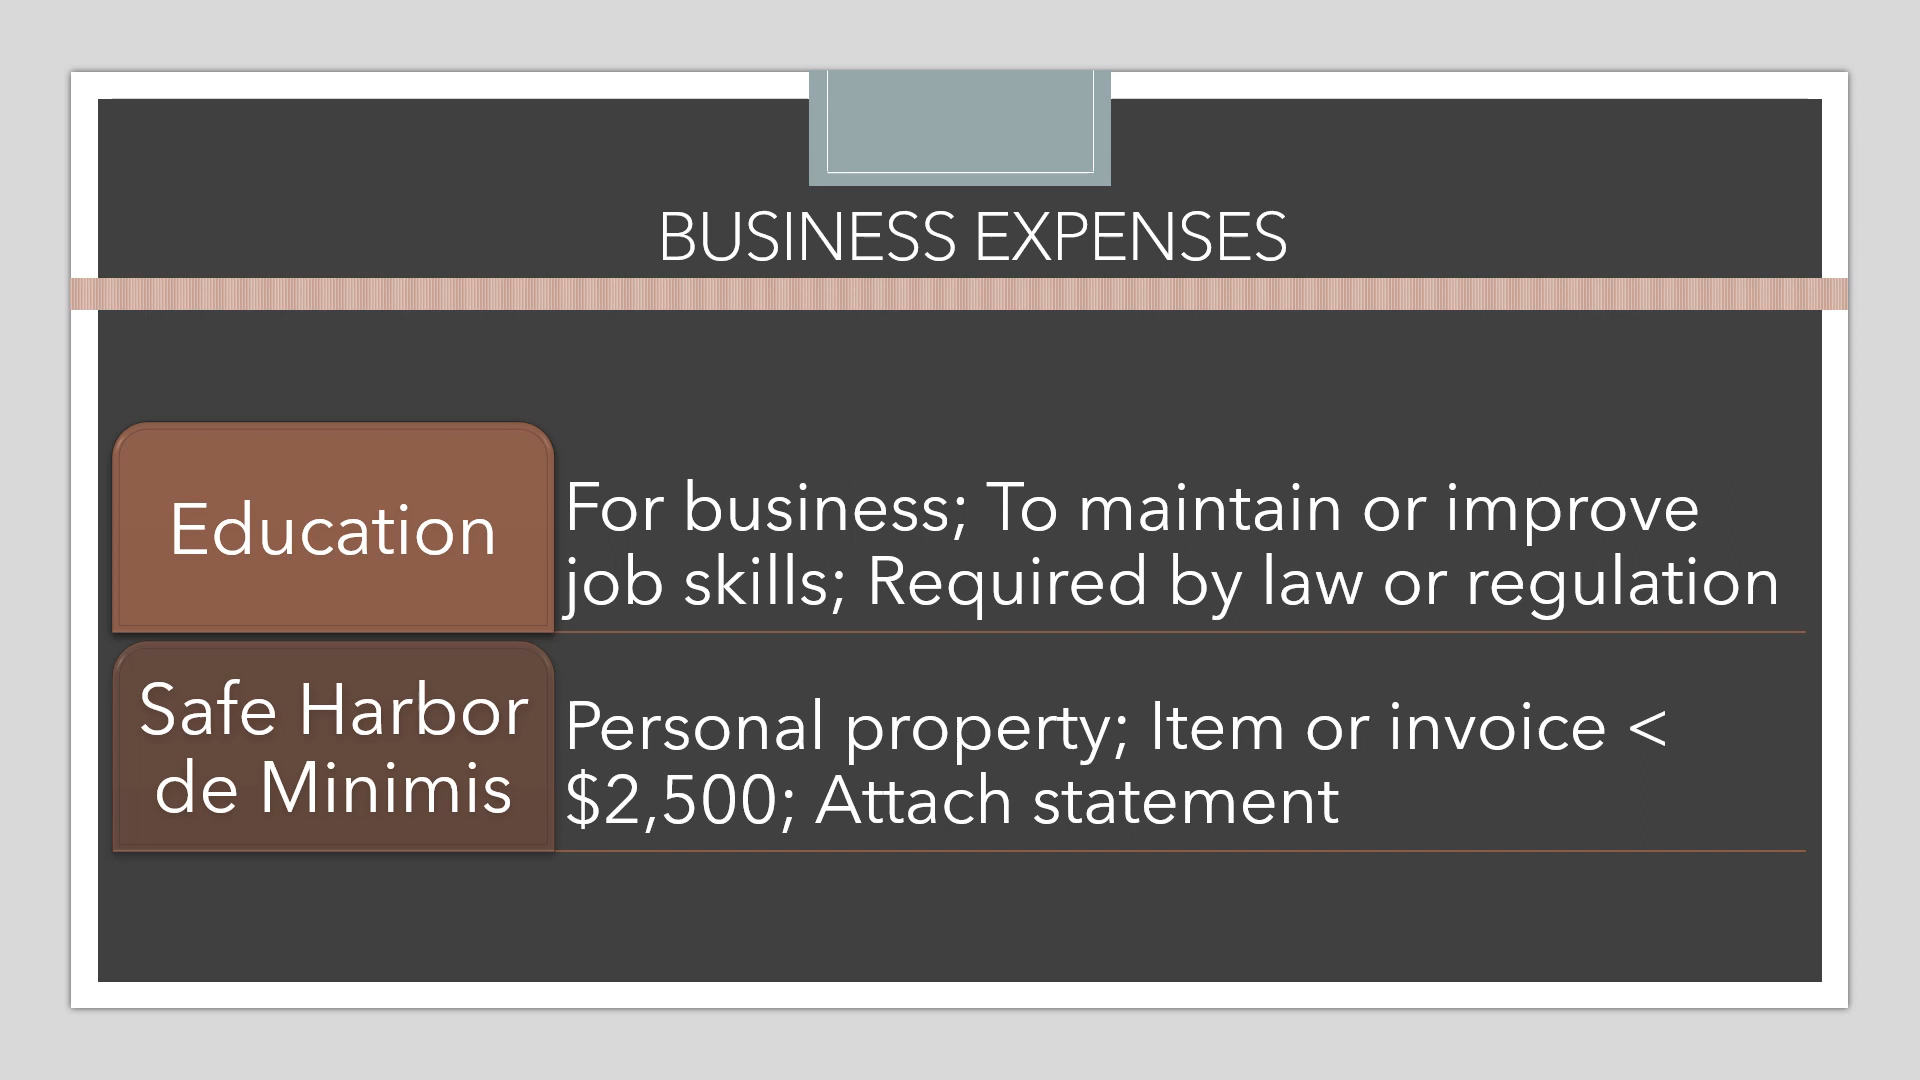 BUSINESS EXPENSES
Education
For business; To maintain or improve
job skills; Required by law or regulation
Safe Harbor
de Minimis
Personal property; Item or invoice <
$2,500; Attach statement